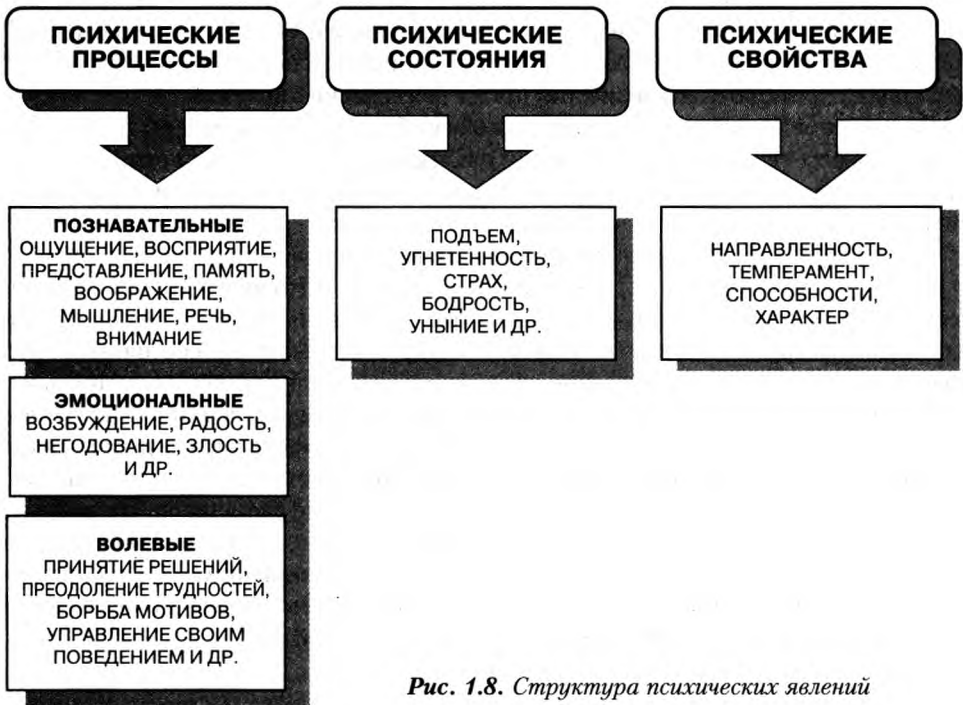 ПСИХИЧЕСКИЕ
ПРОЦЕССЫ
ПОЗНАВАТЕЛЬНЫЕ
ОЩУЩЕНИЕ, ВОСПРИЯТИЕ,
ПРЕДСТАВЛЕНИЕ, ПАМЯТЬ,
ВООБРАЖЕНИЕ,
МЫШЛЕНИЕ, РЕЧЬ,
ВНИМАНИЕ
ЭМОЦИОНАЛЬНЫЕ
ВОЗБУЖДЕНИЕ, РАДОСТЬ,
НЕГОДОВАНИЕ, ЗЛОСТЬ
И ДР.
ВОЛЕВЫЕ
ПРИНЯТИЕ РЕШЕНИЙ,
ПРЕОДОЛЕНИЕ ТРУДНОСТЕЙ,
БОРЬБА МОТИВОВ,
УПРАВЛЕНИЕ СВОИМ
ПОВЕДЕНИЕМ И ДР.
ПСИХИЧЕСКИЕ
СОСТОЯНИЯ
ПОДЪЕМ,
УГНЕТЕННОСТЬ,
СТРАХ,
БОДРОСТЬ,
УНЫНИЕ И ДР.
ПСИХИЧЕСКИЕ
СВОЙСТВА
НАПРАВЛЕННОСТЬ,
ТЕМПЕРАМЕНТ,
СПОСОБНОСТИ,
ХАРАКТЕР
Рис. 1.8. Структура психических явлений